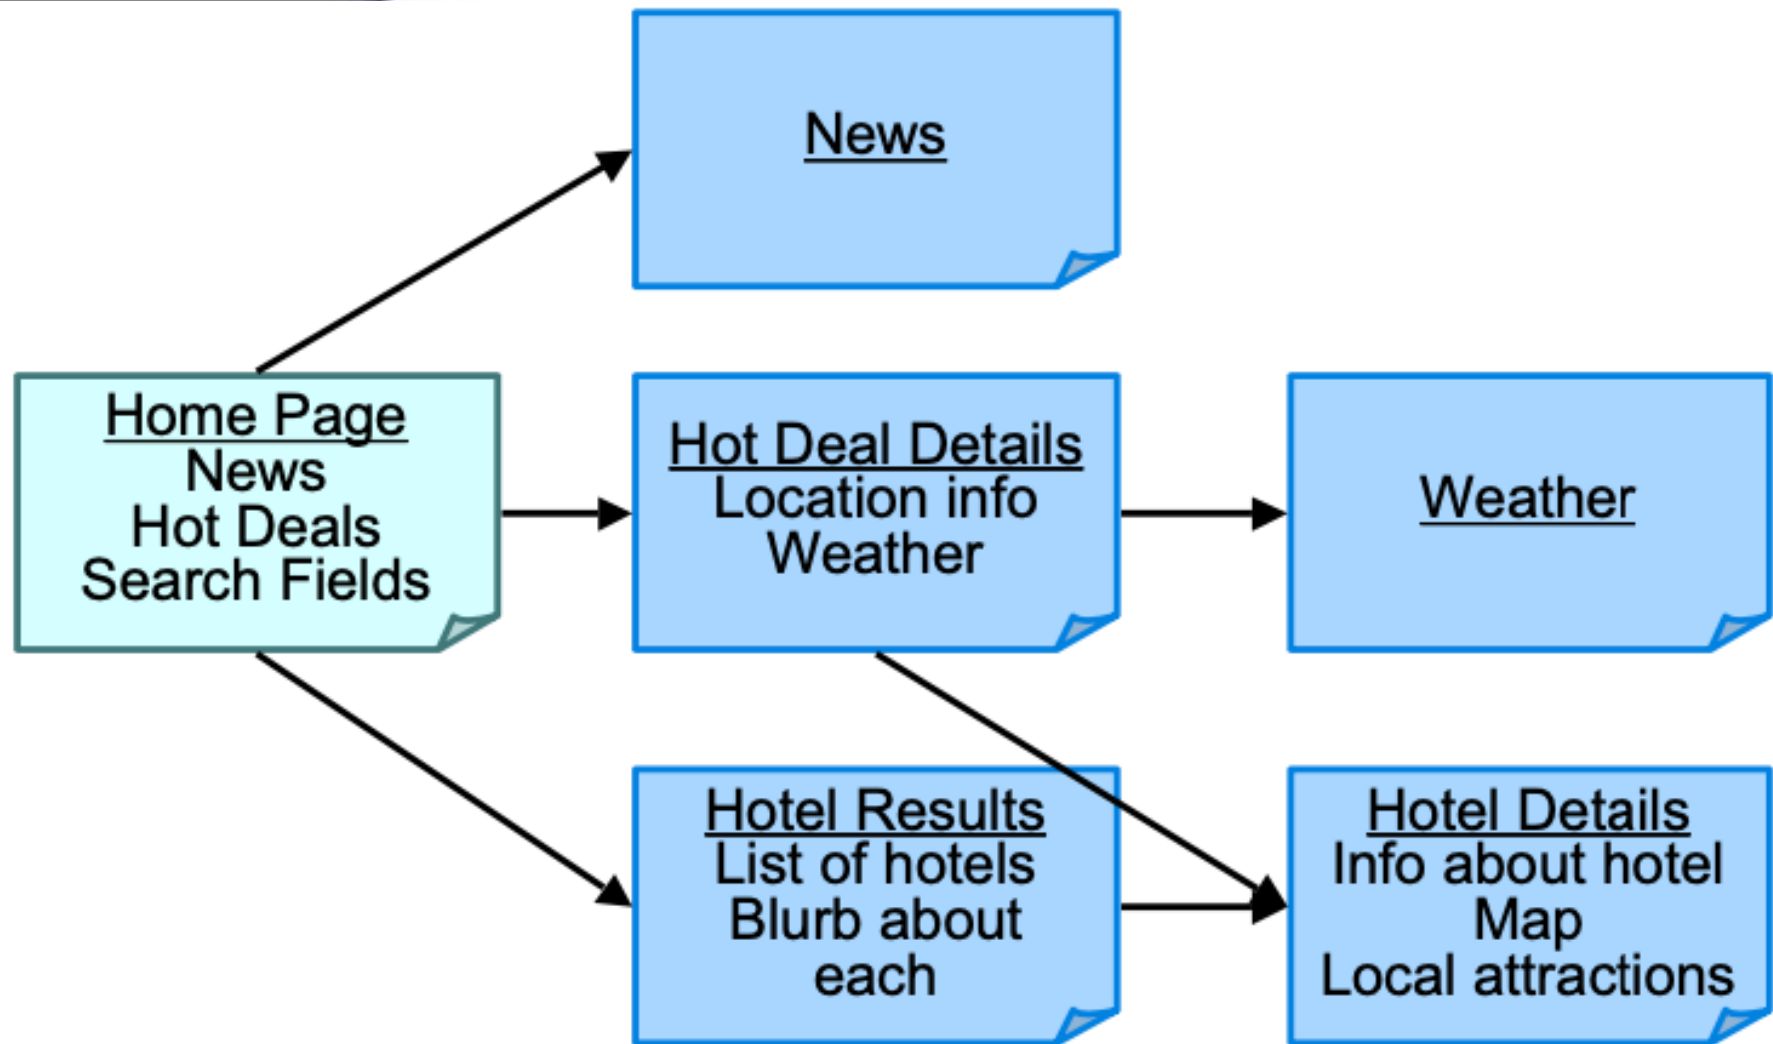 News
Home Page
News
Hot Deals
Search Fields
Hot Deal Details
Location info
Weather
Weather
Hotel Results
List of hotels
Blurb about
each
Hotel Details
Info about hotel
Map
Local attractions